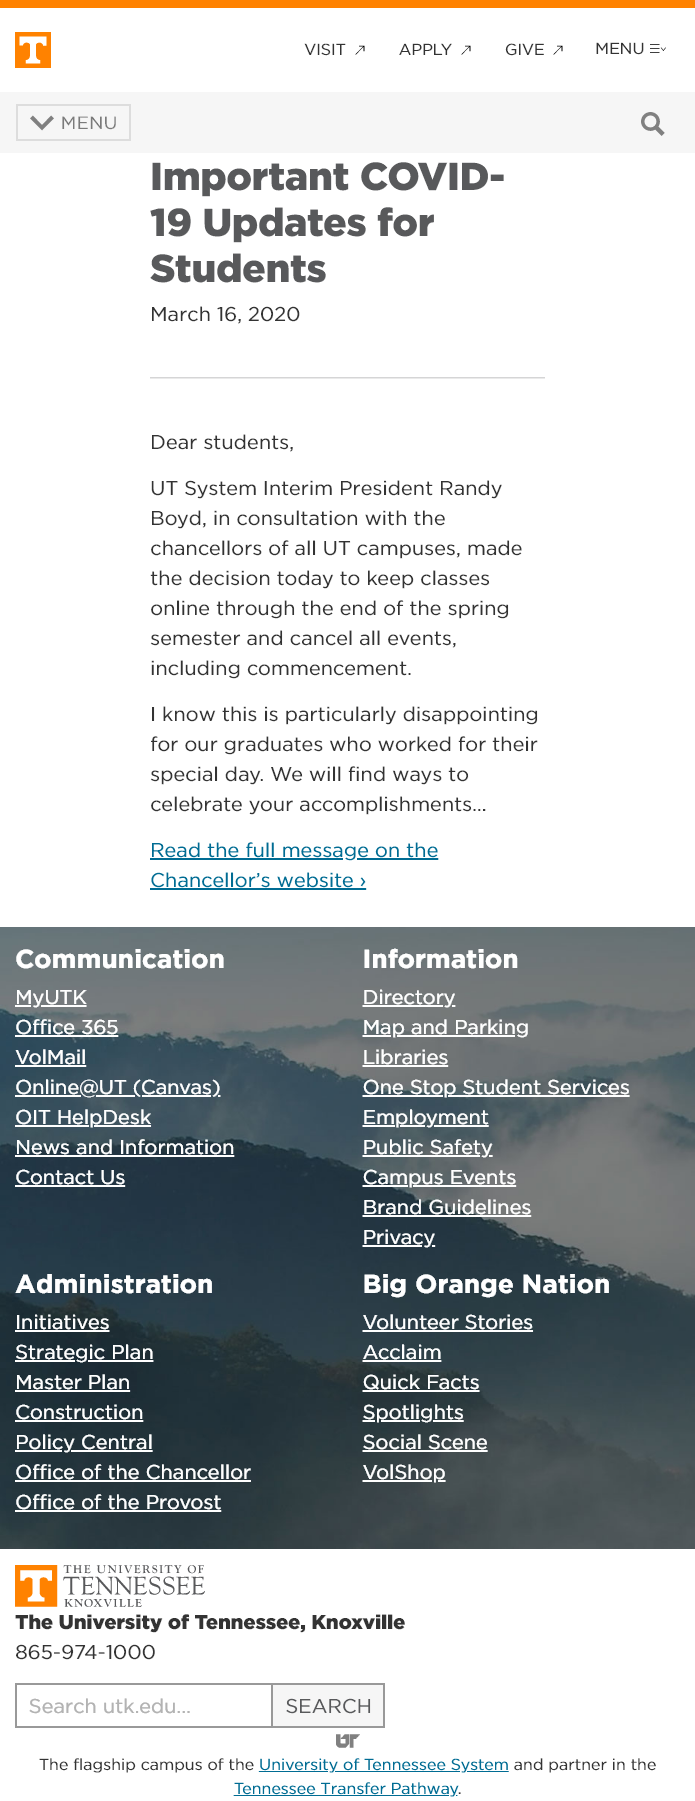 T
VISIT ↗ APPLY ↗ GIVE ↗ MENU
MENU
Important COVID-
19 Updates for
Students
March 16, 2020
Dear students,
UT System Interim President Randy
Boyd, in consultation with the
chancellors of all UT campuses, made
the decision today to keep classes
online through the end of the spring
semester and cancel all events,
including commencement.
I know this is particularly disappointing
for our graduates who worked for their
special day. We will find ways to
celebrate your accomplishments…
Read the full message on the
Chancellor’s website ›
Communication
MyUTK
Office 365
VolMail
Online@UT (Canvas)
OIT HelpDesk
News and Information
Contact Us
Information
Directory
Map and Parking
Libraries
One Stop Student Services
Employment
Public Safety
Campus Events
Brand Guidelines
Privacy
Administration
Initiatives
Strategic Plan
Master Plan
Construction
Policy Central
Office of the Chancellor
Office of the Provost
Big Orange Nation
Volunteer Stories
Acclaim
Quick Facts
Spotlights
Social Scene
VolShop
T
THE UNIVERSITY OF
TENNESSEE
KNOXVILLE
The University of Tennessee, Knoxville
865-974-1000
Search utk.edu... SEARCH
UT
The flagship campus of the University of Tennessee System and partner in the
Tennessee Transfer Pathway.